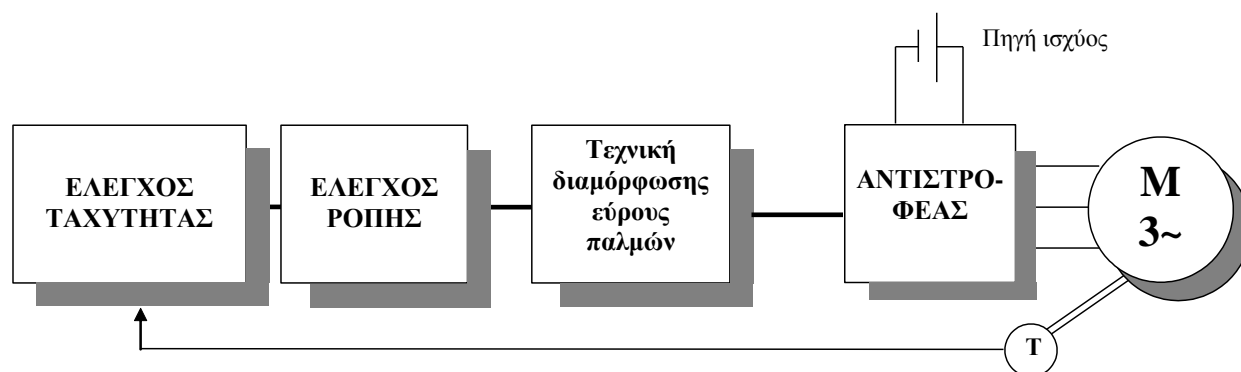 Πηγή ισχύος
ΕΛΕΓΧΟΣ
ΤΑΧΥΤΗΤΑΣ
ΕΛΕΓΧΟΣ
ΡΟΠΗΣ
Τεχνική
διαμόρφωσης
εύρους
παλμών
ΑΝΤΙΣΤΡΟ-
ΦΕΑΣ
Μ
3~
Τ